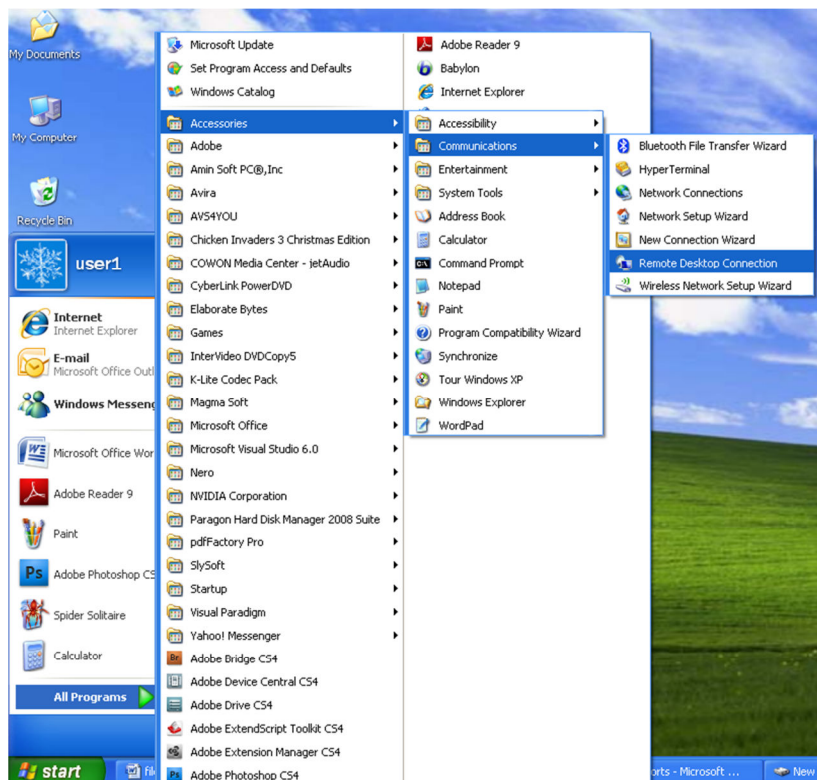 My Documents
My Computer
Recycle Bin
user1
Internet
Internet Explorer
E-mail
Microsoft Office Outl
Windows Messeng
Microsoft Office Wor
Adobe Reader 9
Paint
Ps
Adobe Photoshop CS
Spider Solitaire
Calculator
All Programs
start
Microsoft Update
Set Program Access and Defaults
Windows Catalog
Accessories
Adobe
Amin Soft PC®,Inc
Avira
AVS4YOU
Chicken Invaders 3 Christmas Edition
COWON Media Center - jetAudio
CyberLink PowerDVD
Elaborate Bytes
Games
InterVideo DVDCopy5
K-Lite Codec Pack
Magma Soft
Microsoft Office
Microsoft Visual Studio 6.0
Nero
NVIDIA Corporation
Paragon Hard Disk Manager 2008 Suite
pdfFactory Pro
SlySoft
Startup
Visual Paradigm
Yahoo! Messenger
Br Adobe Bridge CS4
Adobe Device Central CS4
Adobe Drive CS4
Adobe ExtendScript Toolkit CS4
Adobe Extension Manager CS4
Ps Adobe Photoshop CS4
Adobe Reader 9
Babylon
Internet Explorer
Accessibility
Communications
Entertainment
System Tools
Address Book
Calculator
Command Prompt
Notepad
Paint
Program Compatibility Wizard
Synchronize
Tour Windows XP
Windows Explorer
WordPad
Bluetooth File Transfer Wizard
HyperTerminal
Network Connections
Network Setup Wizard
New Connection Wizard
Remote Desktop Connection
Wireless Network Setup Wizard
orts - Microsoft ...
New